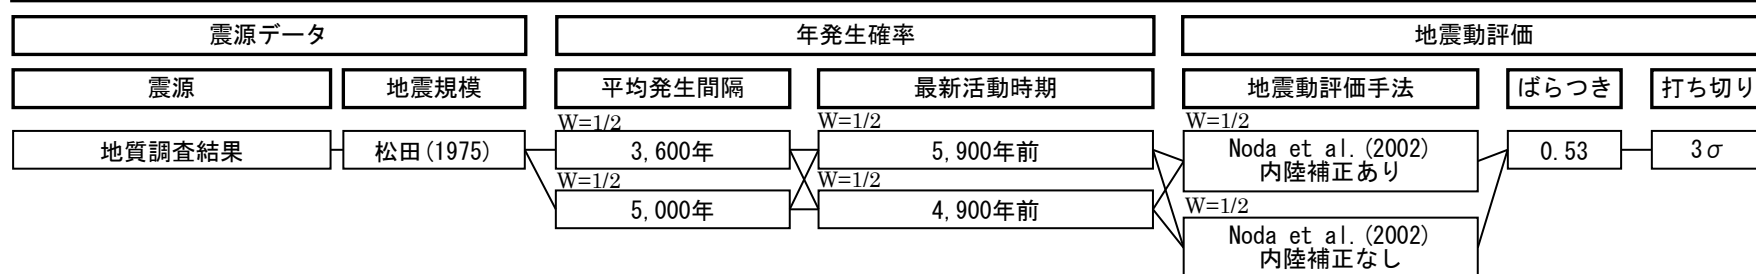 震源データ
年発生確率
地震動評価
震源
地震規模
平均発生間隔
最新活動時期
地震動評価手法
ばらつき
打ち切り
W=1/2
W=1/2
W=1/2
地質調査結果
松田(1975)
3,600年
5,900年前
Noda et al.(2002)
内陸補正あり
0.53
3σ
W=1/2
W=1/2
W=1/2
5,000年
4,900年前
Noda et al.(2002)
内陸補正なし